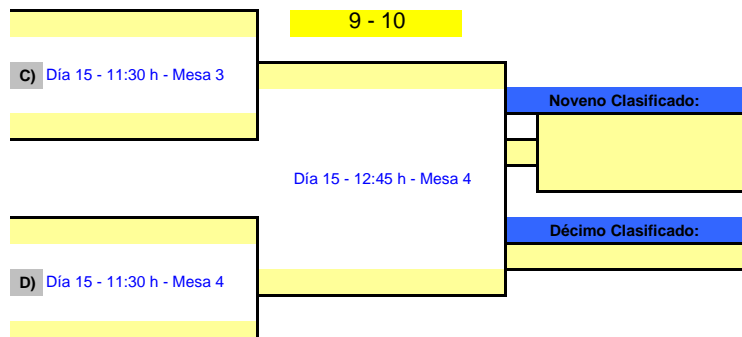 9 - 10
C) Día 15 - 11:30 h - Mesa 3
Noveno Clasificado:
Día 15 - 12:45 h - Mesa 4
Décimo Clasificado:
D) Día 15 - 11:30 h - Mesa 4